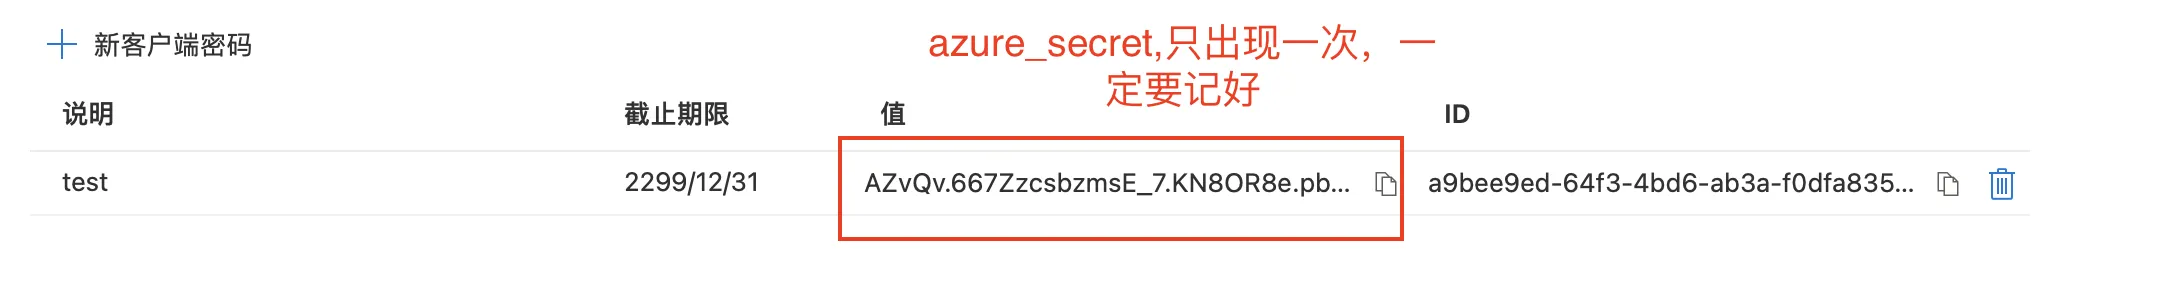 新客户端密码
azure_secret,只出现一次，一
定要记好
说明 截止期限 值 ID
test 2299/12/31 AZvQv.667ZzcsbzmsE_7.KN8OR8e.pb... a9bee9ed-64f3-4bd6-ab3a-f0dfa835...